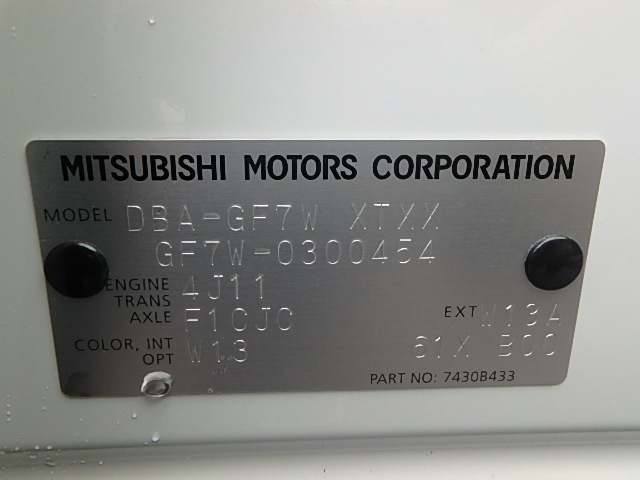 MITSUBISHI MOTORS CORPORATION
MODEL DBA-GF7W XTXX
GF7W-0300454
ENGINE 4J11
TRANS
AXLE F1CJC EXT W13A
COLOR, INT W13 61X B00
OPT
PART NO: 7430B433